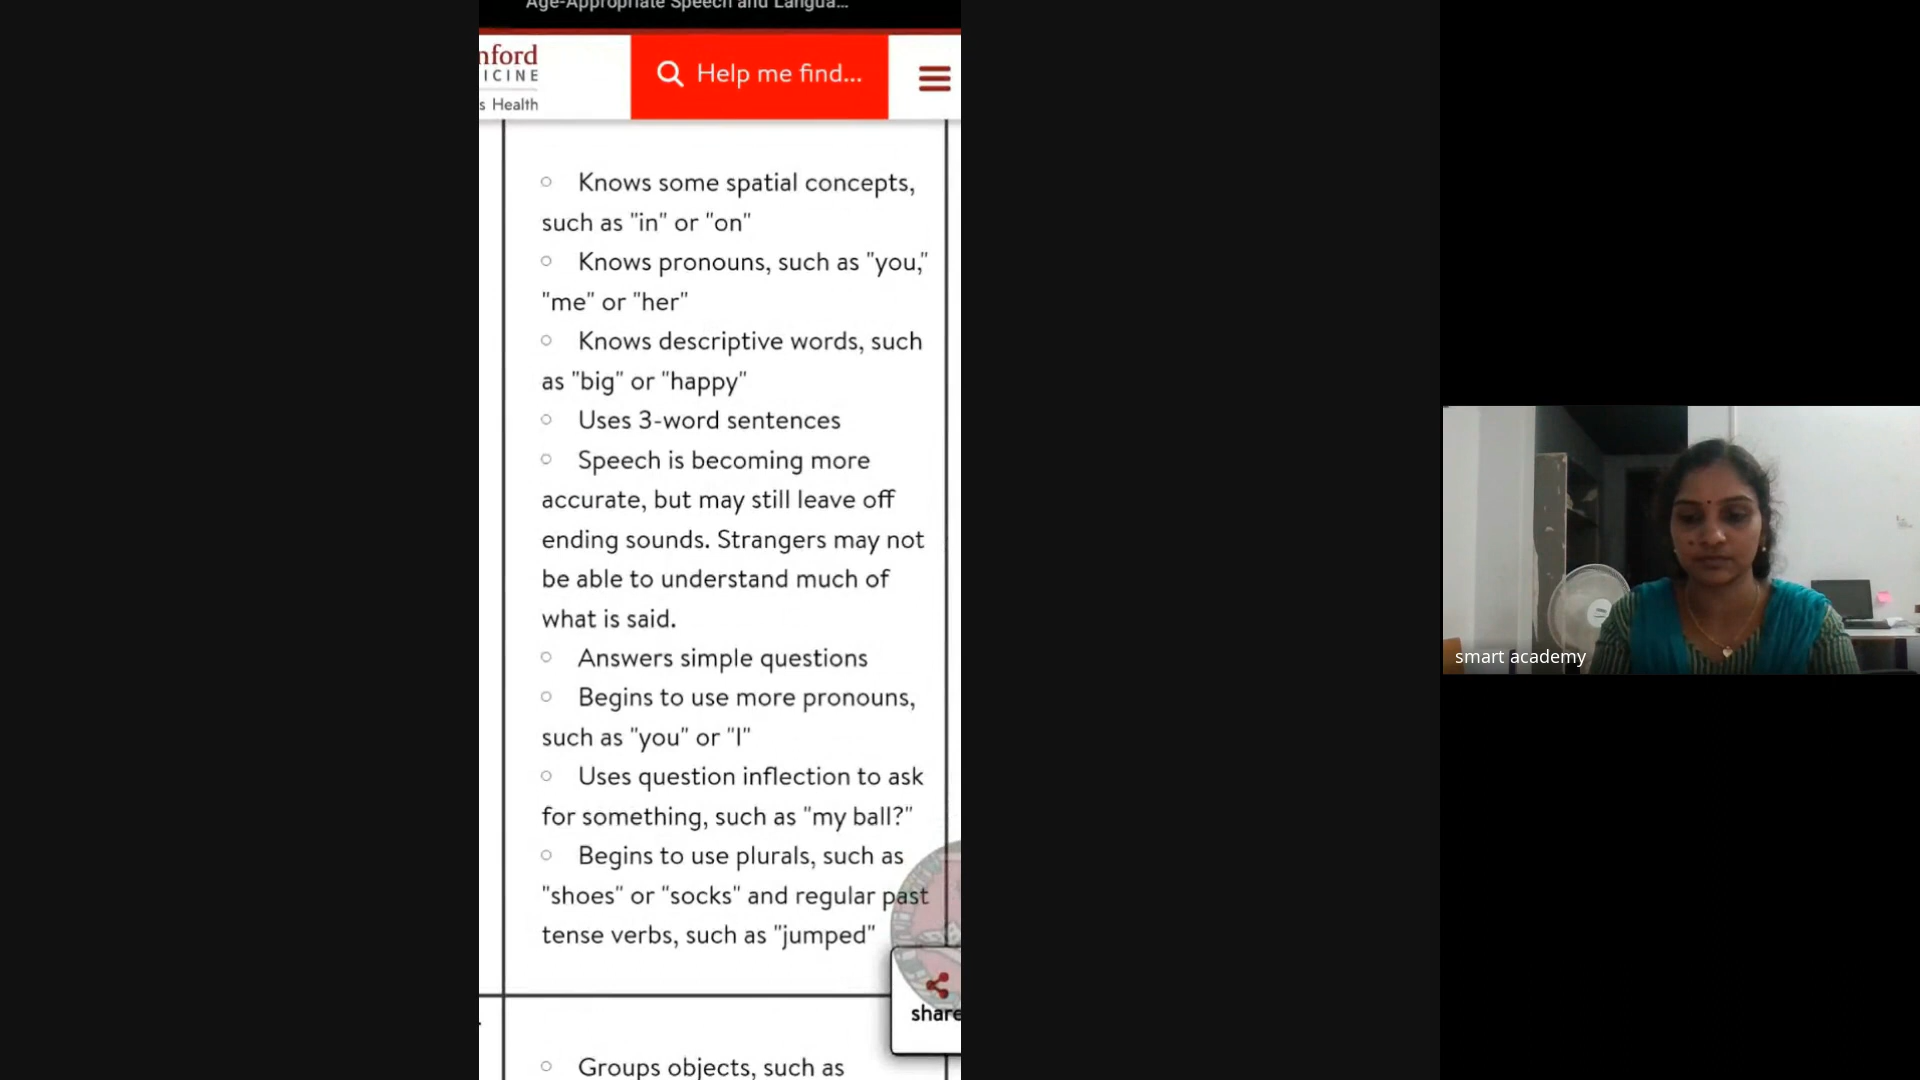 Age-Appropriate Speech and Langua...
nford
ICINE
s Health
Help me find...
○ Knows some spatial concepts,
such as "in" or "on"
○ Knows pronouns, such as "you,"
"me" or "her"
○ Knows descriptive words, such
as "big" or "happy"
○ Uses 3-word sentences
○ Speech is becoming more
accurate, but may still leave off
ending sounds. Strangers may not
be able to understand much of
what is said.
○ Answers simple questions
○ Begins to use more pronouns,
such as "you" or "I"
○ Uses question inflection to ask
for something, such as "my ball?"
○ Begins to use plurals, such as
"shoes" or "socks" and regular past
tense verbs, such as "jumped"
share
○ Groups objects, such as
smart academy